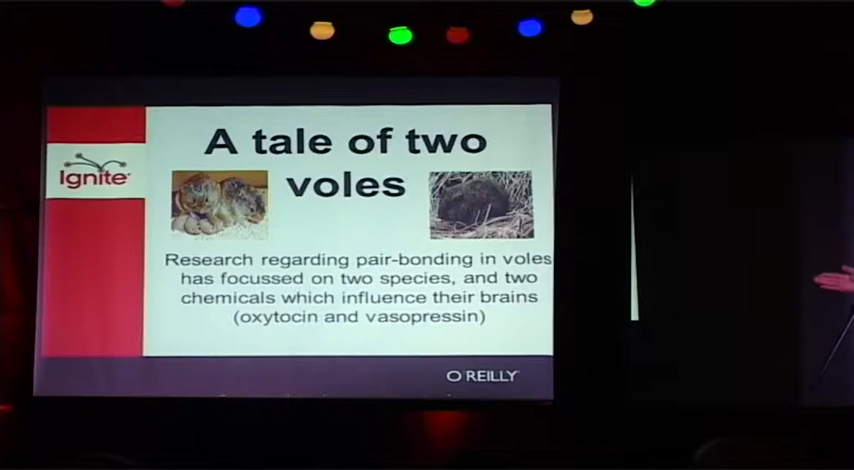 A tale of two
voles
Ignite
Research regarding pair-bonding in voles
has focussed on two species, and two
chemicals which influence their brains
(oxytocin and vasopressin)
O REILLY